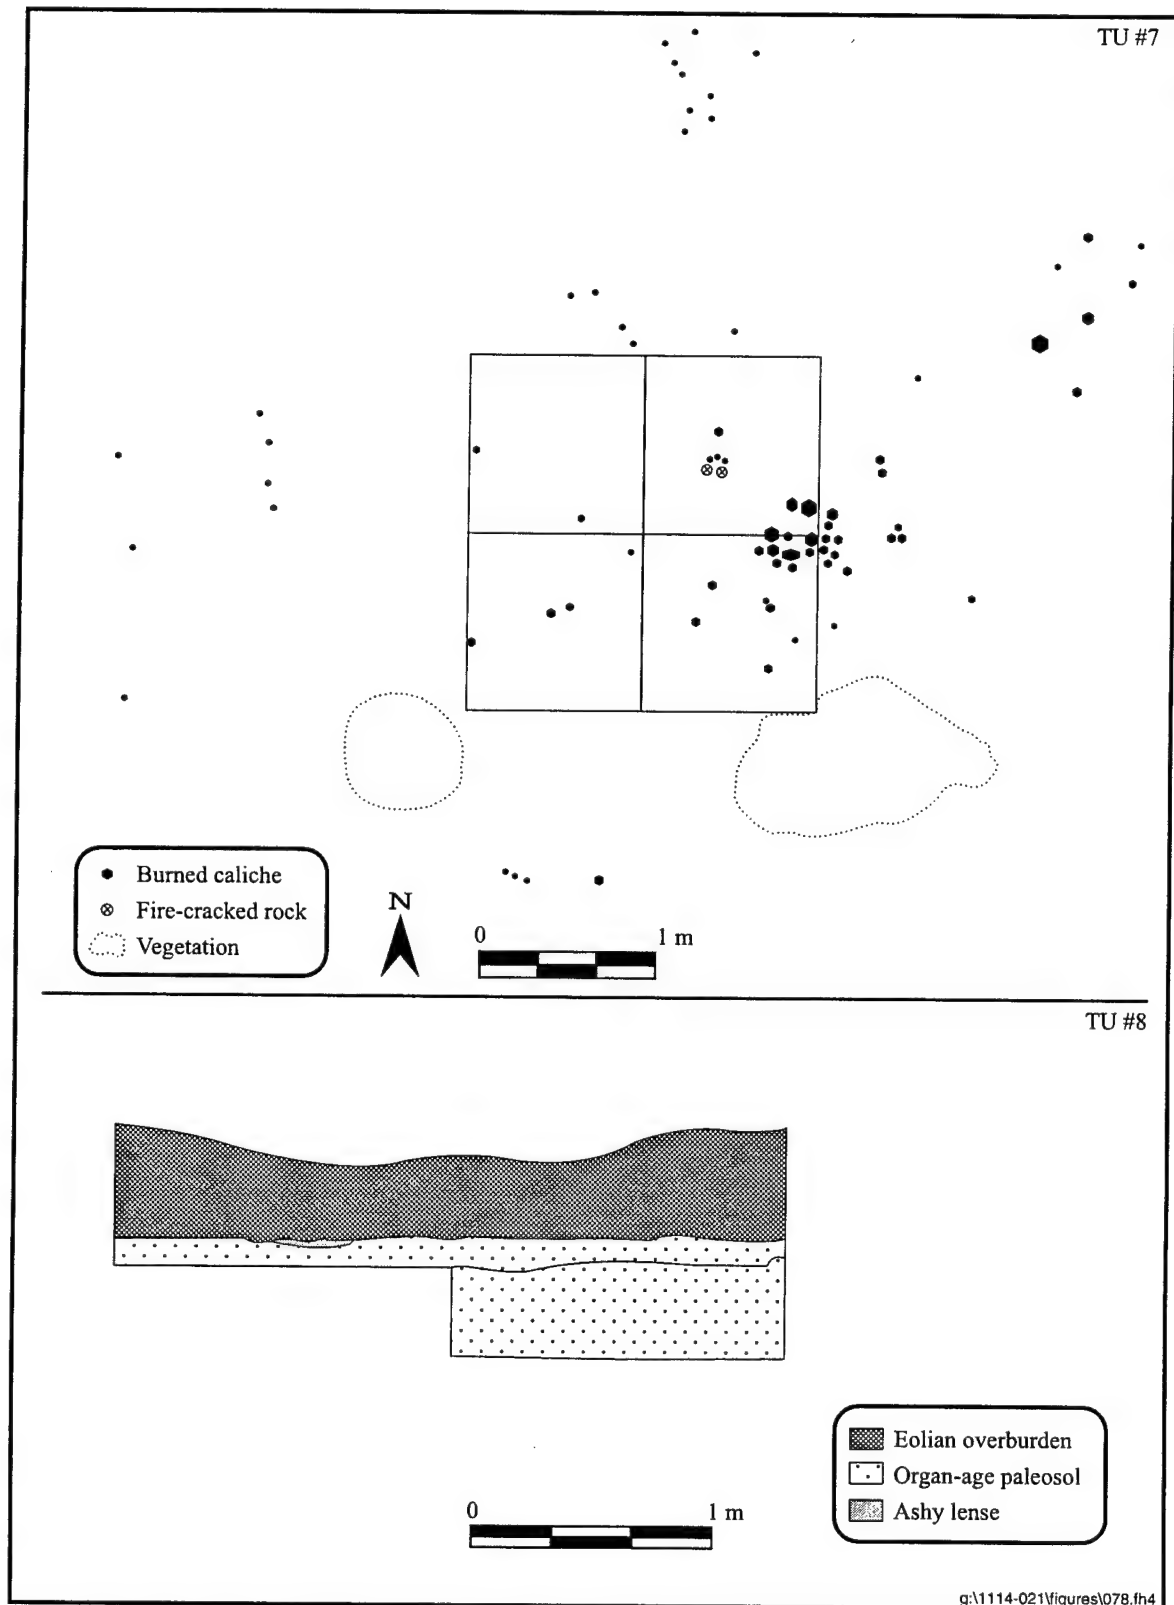 TU #7
Burned caliche
Fire-cracked rock
Vegetation
N
0 1 m
TU #8
Eolian overburden
Organ-age paleosol
Ashy lense
0 1 m
g:\1114-021\figures\078.fh4